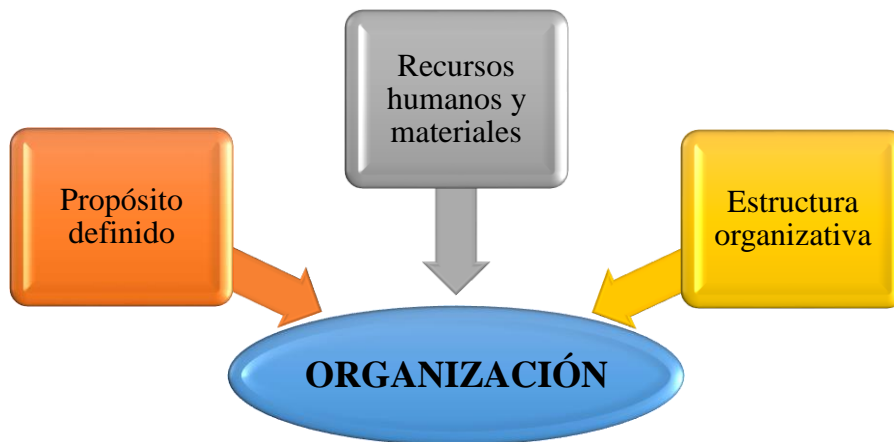 Propósito
definido
Recursos
humanos y
materiales
Estructura
organizativa
ORGANIZACIÓN